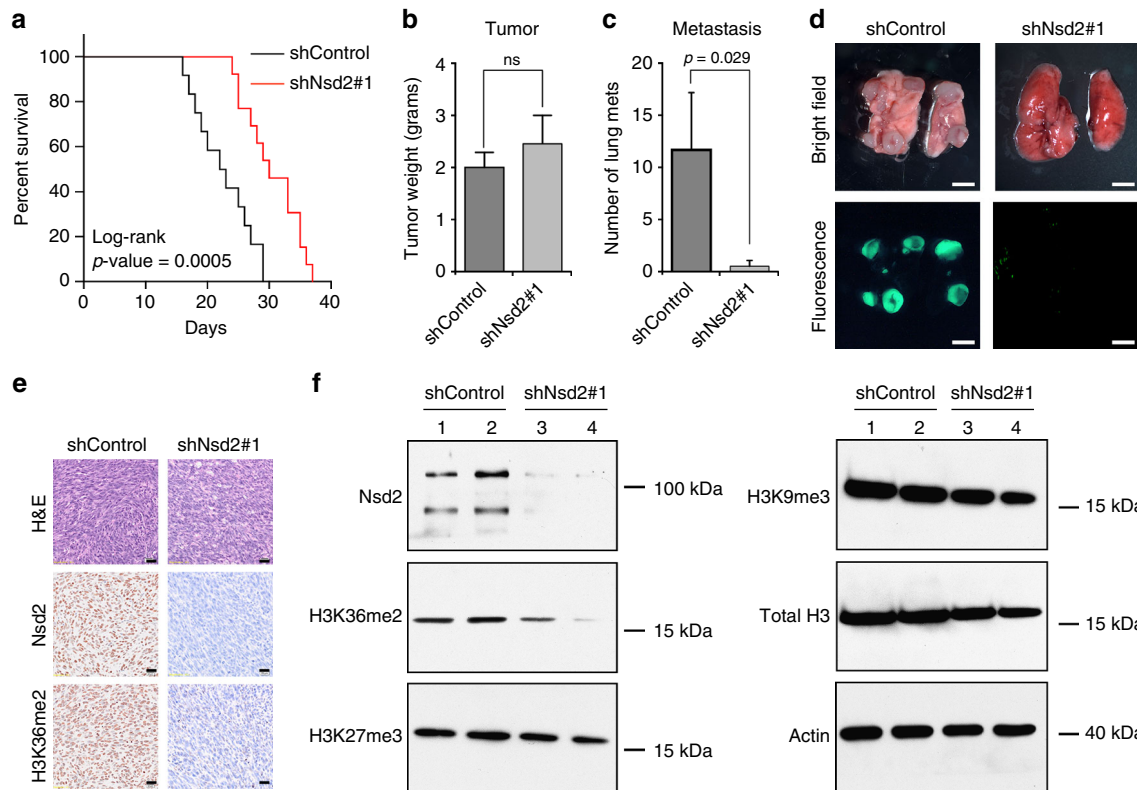 a
shControl
shNsd2#1
Percent survival
100
80
60
40
20
0
Log-rank
p-value = 0.0005
0
10
20
30
40
Days
b
Tumor
ns
Tumor weight (grams)
4
3
2
1
0
shControl
shNsd2#1
c
Metastasis
p = 0.029
Number of lung mets
20
15
10
5
0
shControl
shNsd2#1
d
shControl
shNsd2#1
Bright field
Fluorescence
e
shControl
shNsd2#1
H&E
Nsd2
H3K36me2
f
shControl
shNsd2#1
1
2
3
4
Nsd2
100 kDa
H3K36me2
15 kDa
H3K27me3
15 kDa
shControl
shNsd2#1
1
2
3
4
H3K9me3
15 kDa
Total H3
15 kDa
Actin
40 kDa